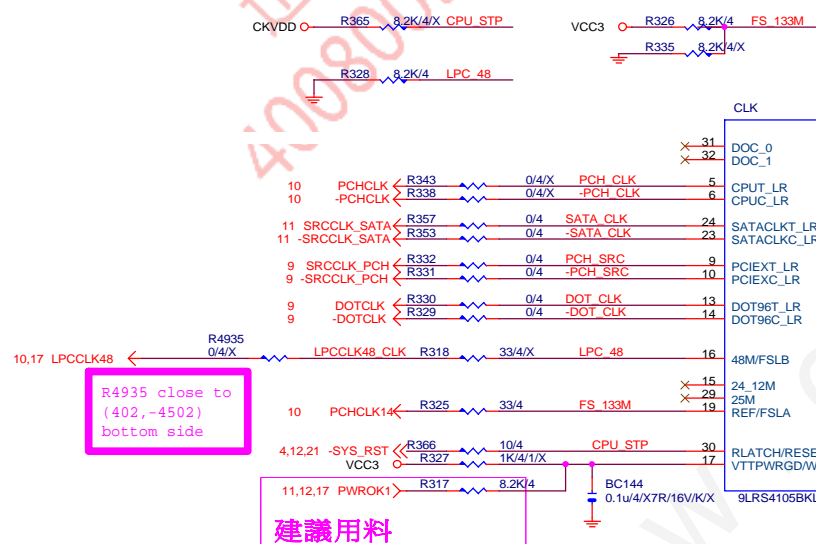 CKVDD R365 8.2K/4/X CPU_STP
VCC3 R326 8.2K/4 FS_133M
R335 8.2K/4/X
R328 8.2K/4 LPC_48
CLK
31 DOC_0
32 DOC_1
10 PCHCLK R343 0/4/X PCH_CLK 5 CPUT_LR
10 -PCHCLK R338 0/4/X -PCH_CLK 6 CPUC_LR
11 SRCCLK_SATA R357 0/4 SATA_CLK 24 SATACLKT_LR
11 -SRCCLK_SATA R353 0/4 -SATA_CLK 23 SATACLKC_LR
9 SRCCLK_PCH R332 0/4 PCH_SRC 9 PCIEXT_LR
9 -SRCCLK_PCH R331 0/4 -PCH_SRC 10 PCIEXC_LR
9 DOTCLK R330 0/4 DOT_CLK 13 DOT96T_LR
9 -DOTCLK R329 0/4 -DOT_CLK 14 DOT96C_LR
R4935
0/4/X
10,17 LPCCLK48 LPCCLK48_CLK R318 33/4/X LPC_48 16 48M/FSLB
R4935 close to
(402,-4502)
bottom side
15 24_12M
29 25M
10 PCHCLK14 R325 33/4 FS_133M 19 REF/FSLA
4,12,21 -SYS_RST R366 10/4 CPU_STP 30 RLATCH/RESE
VCC3 R327 1K/4/1/X 17 VTTPWRGD/W
11,12,17 PWROK1 R317 8.2K/4
BC144
0.1u/4/X7R/16V/K/X
9LRS4105BKL
建議用料